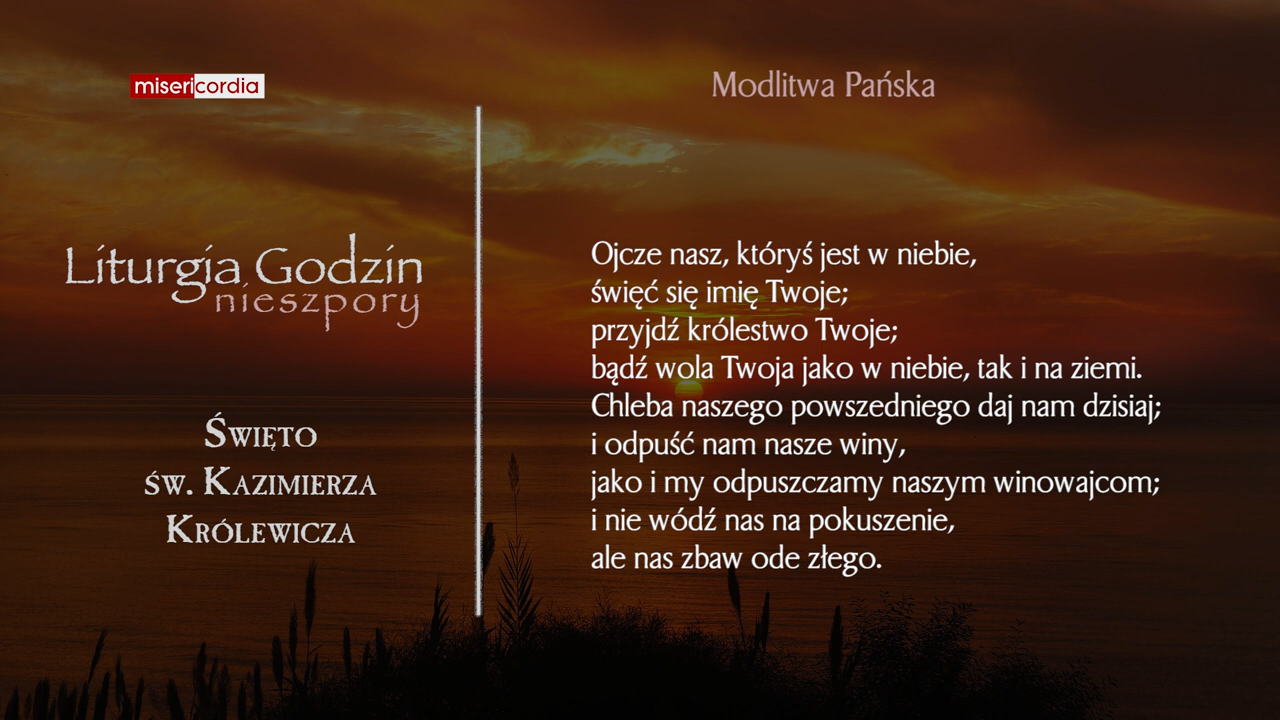 misericordia
Liturgia Godzin
nieszpory
Święto
św. Kazimierza
Królewicza
Modlitwa Pańska
Ojcze nasz, któryś jest w niebie,
święć się imię Twoje;
przyjdź królestwo Twoje;
bądź wola Twoja jako w niebie, tak i na ziemi.
Chleba naszego powszedniego daj nam dzisiaj;
i odpuść nam nasze winy,
jako i my odpuszczamy naszym winowajcom;
i nie wódź nas na pokuszenie,
ale nas zbaw ode złego.